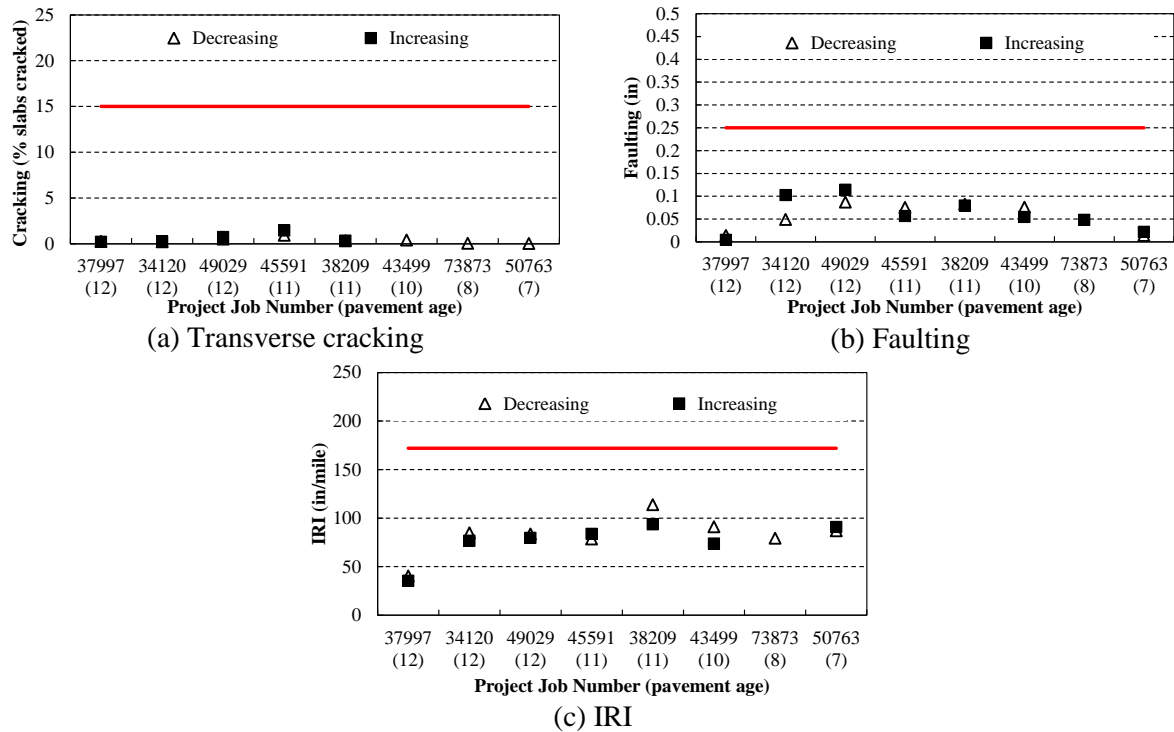 25
20
15
10
5
0
Cracking (% slabs cracked)
Decreasing Increasing
37997 34120 49029 45591 38209 43499 73873 50763
(12) (12) (12) (11) (11) (10) (8) (7)
Project Job Number (pavement age)
(a) Transverse cracking
0.5
0.45
0.4
0.35
0.3
0.25
0.2
0.15
0.1
0.05
0
Faulting (in)
Decreasing Increasing
37997 34120 49029 45591 38209 43499 73873 50763
(12) (12) (12) (11) (11) (10) (8) (7)
Project Job Number (pavement age)
(b) Faulting
250
200
150
100
50
0
IRI (in/mile)
Decreasing Increasing
37997 34120 49029 45591 38209 43499 73873 50763
(12) (12) (12) (11) (11) (10) (8) (7)
Project Job Number (pavement age)
(c) IRI